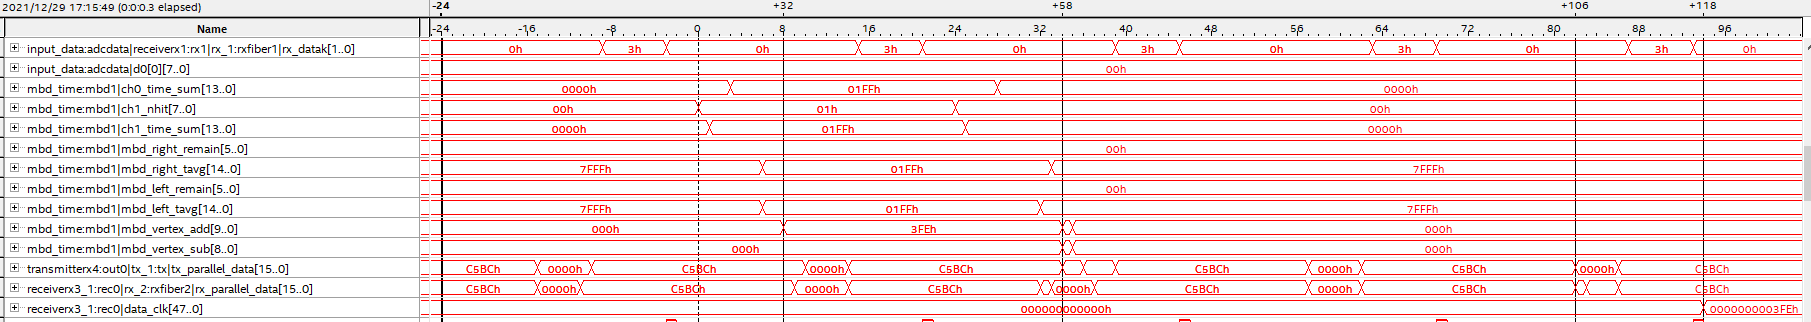 2021/12/29 17:15:49 (0:0:0.3 elapsed) -24 +32 +58 +106 +118
Name -24 -16 -8 0 8 16 24 32 40 48 56 64 72 80 88 96
input_data:adcdata|receiverx1:rx1|rx_1:rxfiber1|rx_datak[1..0] 0h 3h 0h 3h 0h 3h 0h 3h 0h 3h 0h
input_data:adcdata|d0[0][7..0] 00h
mbd_time:mbd1|ch0_time_sum[13..0] 0000h 01FFh 0000h
mbd_time:mbd1|ch1_nhit[7..0] 00h 01h 00h
mbd_time:mbd1|ch1_time_sum[13..0] 0000h 01FFh 0000h
mbd_time:mbd1|mbd_right_remain[5..0] 00h
mbd_time:mbd1|mbd_right_tavg[14..0] 7FFFh 01FFh 7FFFh
mbd_time:mbd1|mbd_left_remain[5..0] 00h
mbd_time:mbd1|mbd_left_tavg[14..0] 7FFFh 01FFh 7FFFh
mbd_time:mbd1|mbd_vertex_add[9..0] 000h 3FEh 000h
mbd_time:mbd1|mbd_vertex_sub[8..0] 000h 000h
transmitterx4:out0|tx_1:tx|tx_parallel_data[15..0] C5BCh 0000h C5BCh 0000h C5BCh C5BCh 0000h C5BCh 0000h C5BCh
receiverx3_1:rec0|rx_2:rxfiber2|rx_parallel_data[15..0] C5BCh 0000h C5BCh 0000h C5BCh 0000h C5BCh 0000h C5BCh C5BCh
receiverx3_1:rec0|data_clk[47..0] 000000000000h 0000000003FEh